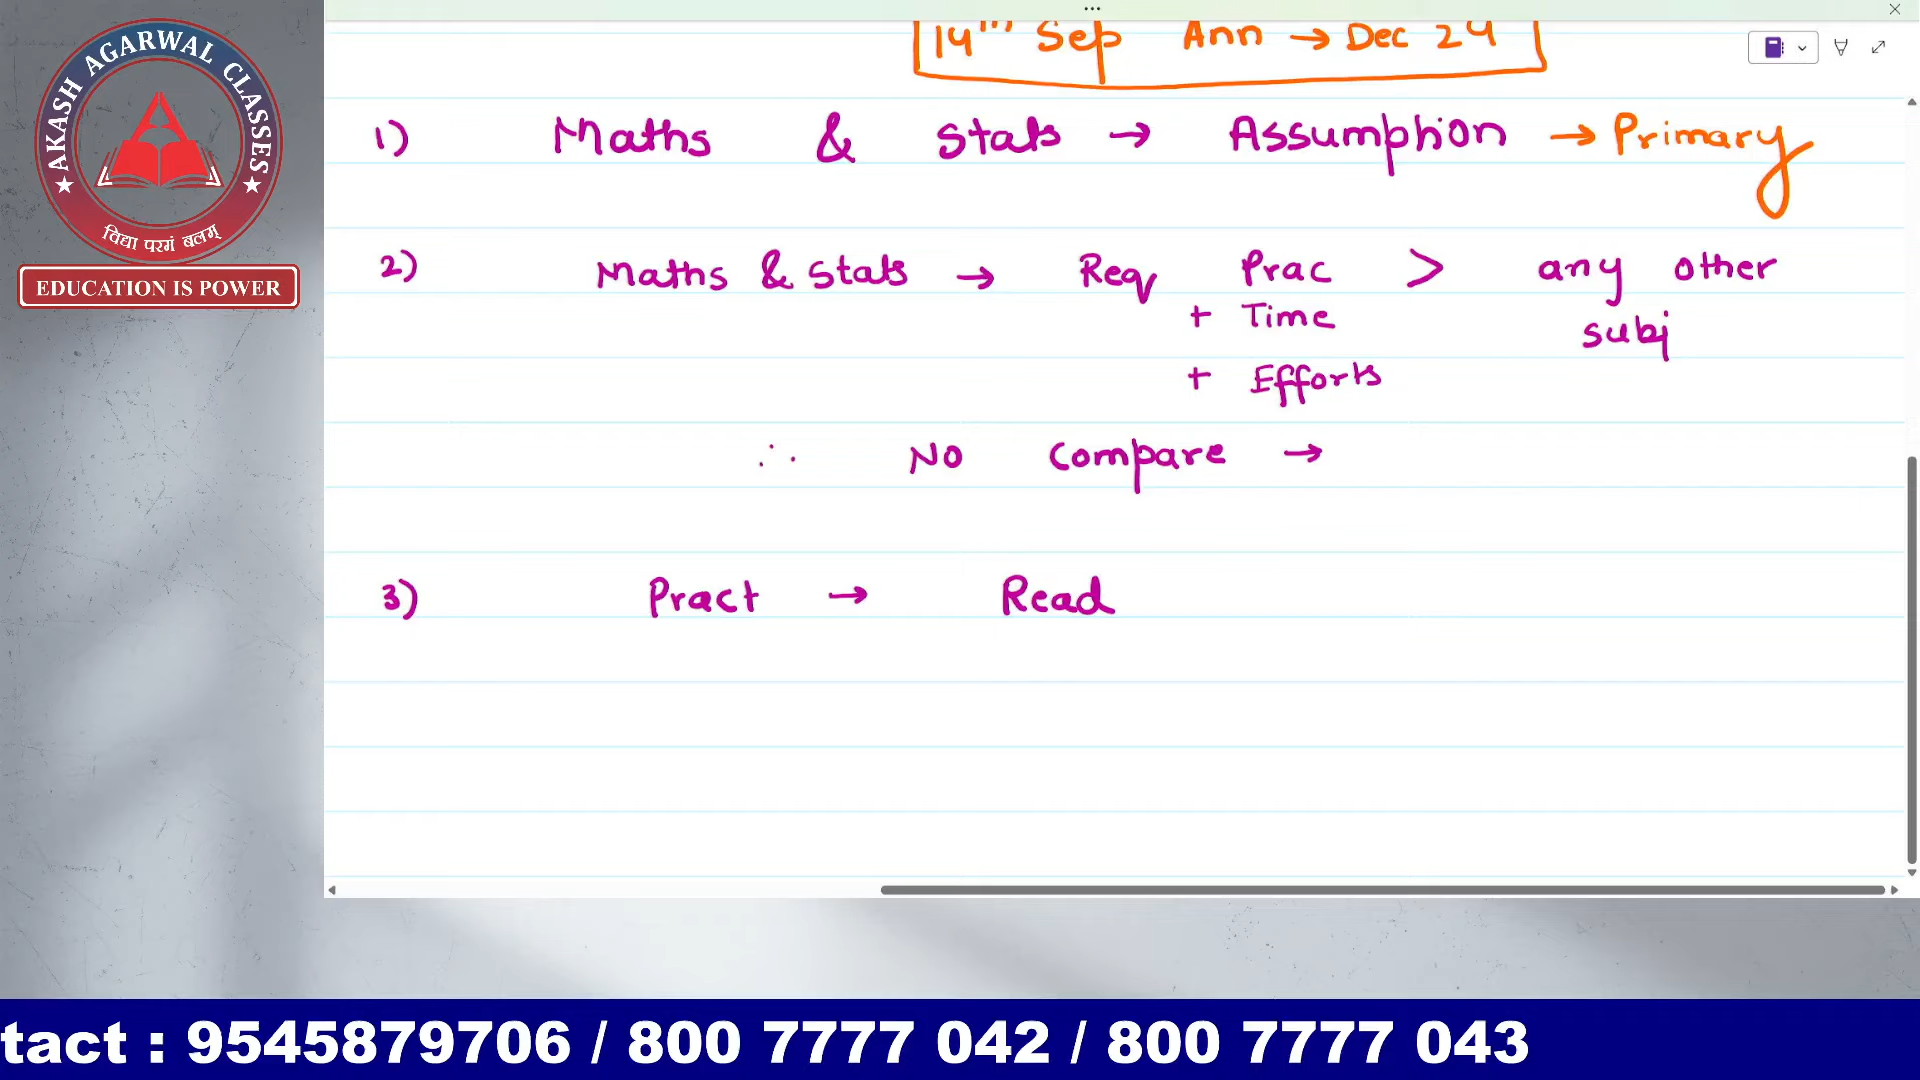 AKASH AGARWAL CLASSES
विद्या परमं बलम्
EDUCATION IS POWER
14th Sep Ann → Dec 24
1) Maths & Stats → Assumption → Primary
2) Maths & Stats → Req Prac > any other
+ Time subj
+ Efforts
∴ NO Compare →
3) Pract → Read
tact : 9545879706 / 800 7777 042 / 800 7777 043